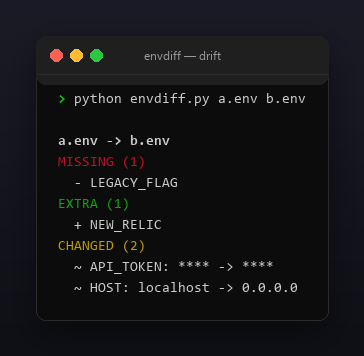 envdiff — drift
> python envdiff.py a.env b.env
a.env -> b.env
MISSING (1)
- LEGACY_FLAG
EXTRA (1)
+ NEW_RELIC
CHANGED (2)
~ API_TOKEN: **** -> ****
~ HOST: localhost -> 0.0.0.0